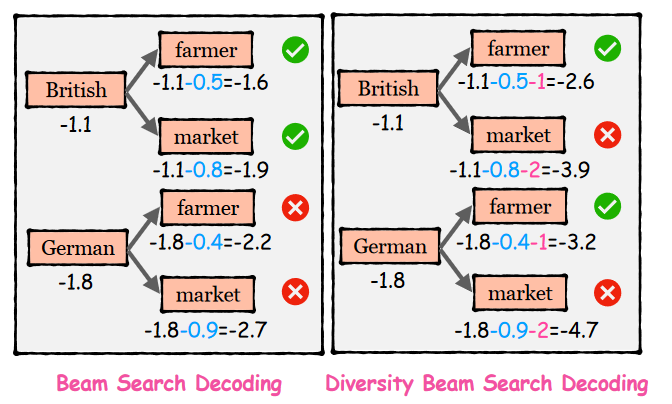 farmer
-1.1-0.5=-1.6
British
-1.1
market
-1.1-0.8=-1.9
farmer
-1.8-0.4=-2.2
German
-1.8
market
-1.8-0.9=-2.7
Beam Search Decoding
farmer
-1.1-0.5-1=-2.6
British
-1.1
market
-1.1-0.8-2=-3.9
farmer
-1.8-0.4-1=-3.2
German
-1.8
market
-1.8-0.9-2=-4.7
Diversity Beam Search Decoding